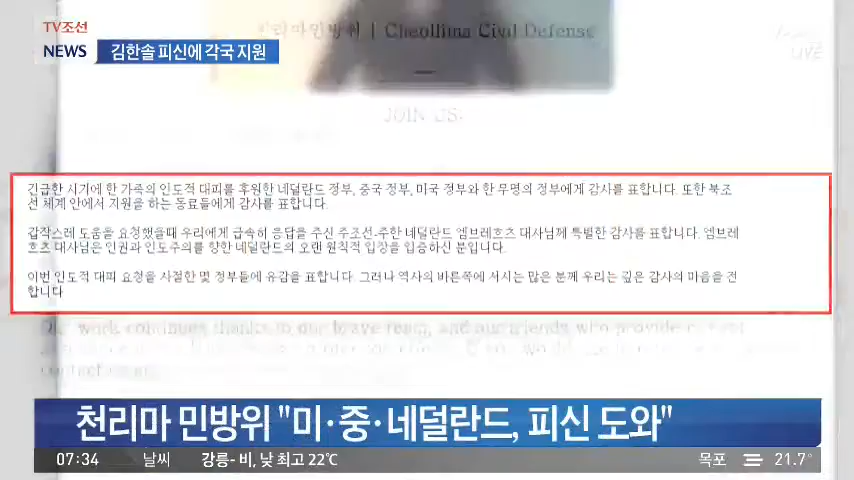 TV조선
NEWS 김한솔 피신에 각국 지원
천리마민방위 | Cheollima Civil Defense
LIVE
JOIN US:
긴급한 시기에 한 가족의 인도적 대피를 후원한 네덜란드 정부, 중국 정부, 미국 정부와 한 무명의 정부에게 감사를 표합니다. 또한 북조
선 체계 안에서 지원을 하는 동료들에게 감사를 표합니다.
갑작스레 도움을 요청했을때 우리에게 급속히 응답을 주신 주조선-주한 네덜란드 엠브레흐츠 대사님께 특별한 감사를 표합니다. 엠브레
흐츠 대사님은 인권과 인도주의를 향한 네덜란드의 오랜 원칙적 입장을 입증하신 분입니다.
이번 인도적 대피 요청을 사절한 몇 정부들에 유감을 표합니다. 그러나 역사의 바른쪽에 서시는 많은 분께 우리는 깊은 감사의 마음을 전
합니다
Our work continues thanks to our brave team, and our friends who provide
천리마 민방위 "미·중·네덜란드, 피신 도와"
07:34 날씨 강릉- 비, 낮 최고 22℃ 목포 21.7°